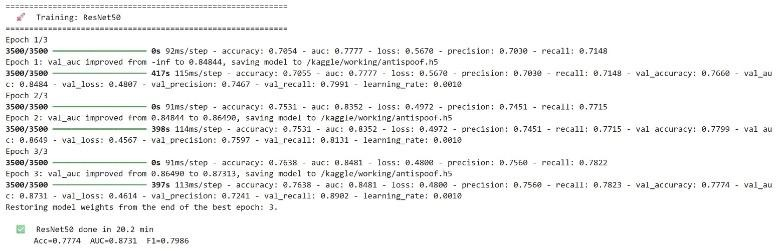 ============================================================
🚀 Training: ResNet50
============================================================
Epoch 1/3
3500/3500 ━━━━━━━━━━━━━━━━━━━━ 0s 92ms/step - accuracy: 0.7054 - auc: 0.7777 - loss: 0.5670 - precision: 0.7030 - recall: 0.7148
Epoch 1: val_auc improved from -inf to 0.84844, saving model to /kaggle/working/antispoof.h5
3500/3500 ━━━━━━━━━━━━━━━━━━━━ 417s 115ms/step - accuracy: 0.7055 - auc: 0.7777 - loss: 0.5670 - precision: 0.7030 - recall: 0.7148 - val_accuracy: 0.7660 - val_au
c: 0.8484 - val_loss: 0.4807 - val_precision: 0.7467 - val_recall: 0.7991 - learning_rate: 0.0010
Epoch 2/3
3500/3500 ━━━━━━━━━━━━━━━━━━━━ 0s 91ms/step - accuracy: 0.7531 - auc: 0.8352 - loss: 0.4972 - precision: 0.7451 - recall: 0.7715
Epoch 2: val_auc improved from 0.84844 to 0.86490, saving model to /kaggle/working/antispoof.h5
3500/3500 ━━━━━━━━━━━━━━━━━━━━ 398s 114ms/step - accuracy: 0.7531 - auc: 0.8352 - loss: 0.4972 - precision: 0.7451 - recall: 0.7715 - val_accuracy: 0.7799 - val_au
c: 0.8649 - val_loss: 0.4567 - val_precision: 0.7597 - val_recall: 0.8131 - learning_rate: 0.0010
Epoch 3/3
3500/3500 ━━━━━━━━━━━━━━━━━━━━ 0s 91ms/step - accuracy: 0.7638 - auc: 0.8481 - loss: 0.4800 - precision: 0.7560 - recall: 0.7822
Epoch 3: val_auc improved from 0.86490 to 0.87313, saving model to /kaggle/working/antispoof.h5
3500/3500 ━━━━━━━━━━━━━━━━━━━━ 397s 113ms/step - accuracy: 0.7638 - auc: 0.8481 - loss: 0.4800 - precision: 0.7560 - recall: 0.7823 - val_accuracy: 0.7774 - val_au
c: 0.8731 - val_loss: 0.4614 - val_precision: 0.7241 - val_recall: 0.8902 - learning_rate: 0.0010
Restoring model weights from the end of the best epoch: 3.
✅ ResNet50 done in 20.2 min
Acc=0.7774 AUC=0.8731 F1=0.7986